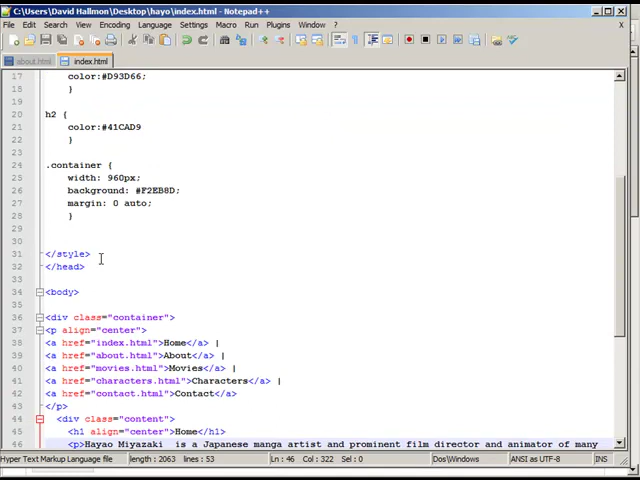 C:\Users\David Hallmon\Desktop\hayo\index.html - Notepad++
File Edit Search View Encoding Language Settings Macro Run Plugins Window ?
X
about.html index.html
17 color:#D93D66;
18 }
19
20 h2 {
21 color:#41CAD9
22 }
23
24 .container {
25 width: 960px;
26 background: #F2EB8D;
27 margin: 0 auto;
28 }
29
30
31 </style>
32 </head>
33
34 <body>
35
36 <div class="container">
37 <p align="center">
38 <a href="index.html">Home</a> |
39 <a href="about.html">About</a> |
40 <a href="movies.html">Movies</a> |
41 <a href="characters.html">Characters</a> |
42 <a href="contact.html">Contact</a>
43 </p>
44 <div class="content">
45 <h1 align="center">Home</h1>
46 <p>Hayao Miyazaki is a Japanese manga artist and prominent film director and animator of many
Hyper Text Markup Language file length : 2063 lines : 53 Ln : 46 Col : 322 Sel : 0 Dos\Windows ANSI as UTF-8 INS